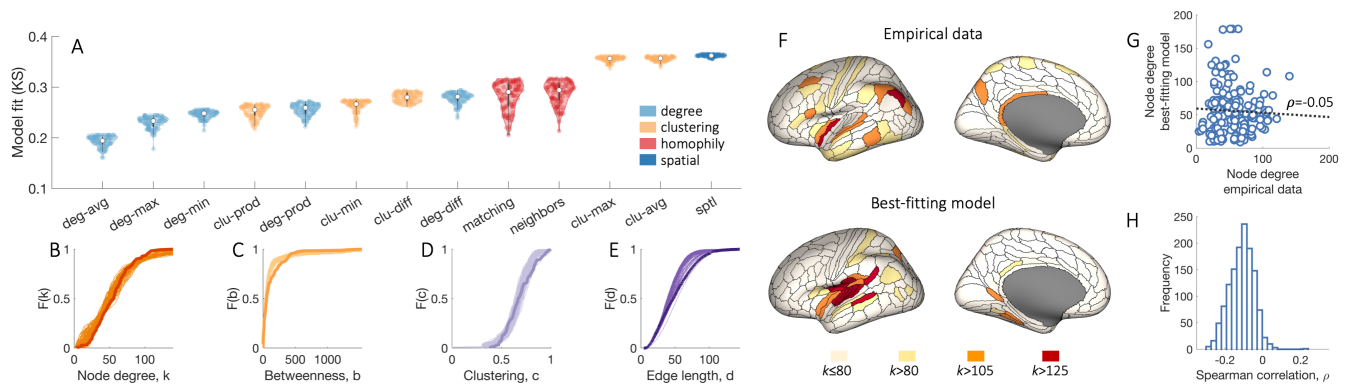 A
Model fit (KS)
0.4
0.3
0.2
0.1
degree
clustering
homophily
spatial
deg-avg
deg-max
deg-min
clu-prod
deg-prod
clu-min
clu-diff
deg-diff
matching
neighbors
clu-max
clu-avg
sptl
B
F(k)
1
0.5
0
0 50 100
Node degree, k
C
F(b)
1
0.5
0
0 500 1500
Betweenness, b
D
F(c)
1
0.5
0
0 0.5 1
Clustering, c
E
F(d)
1
0.5
0
0 50 100
Edge length, d
F
Empirical data
Best-fitting model
k≤80
k>80
k>105
k>125
G
Node degree
best-fitting model
200
150
100
50
0
0 100 200
ρ=-0.05
Node degree
empirical data
H
Frequency
250
200
150
100
50
0
-0.2 0 0.2
Spearman correlation, ρ